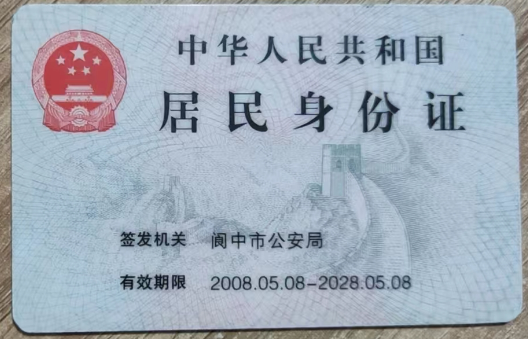 中华人民共和国
居民身份证
签发机关 阆中市公安局
有效期限 2008.05.08-2028.05.08